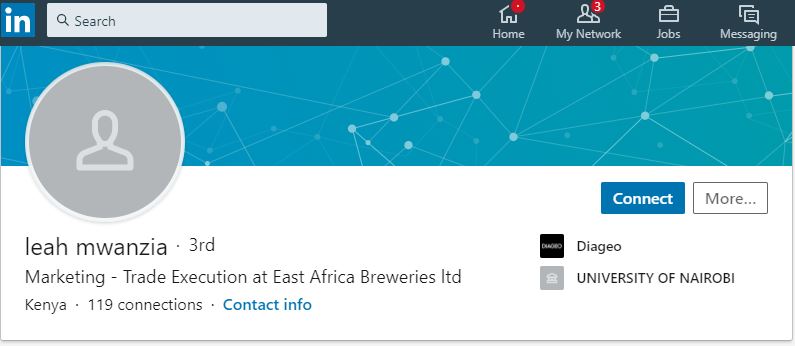 in
Search
Home
3
My Network
Jobs
Messaging
Connect
More...
leah mwanzia · 3rd
Marketing - Trade Execution at East Africa Breweries ltd
Kenya · 119 connections · Contact info
DIAGEO
Diageo
UNIVERSITY OF NAIROBI